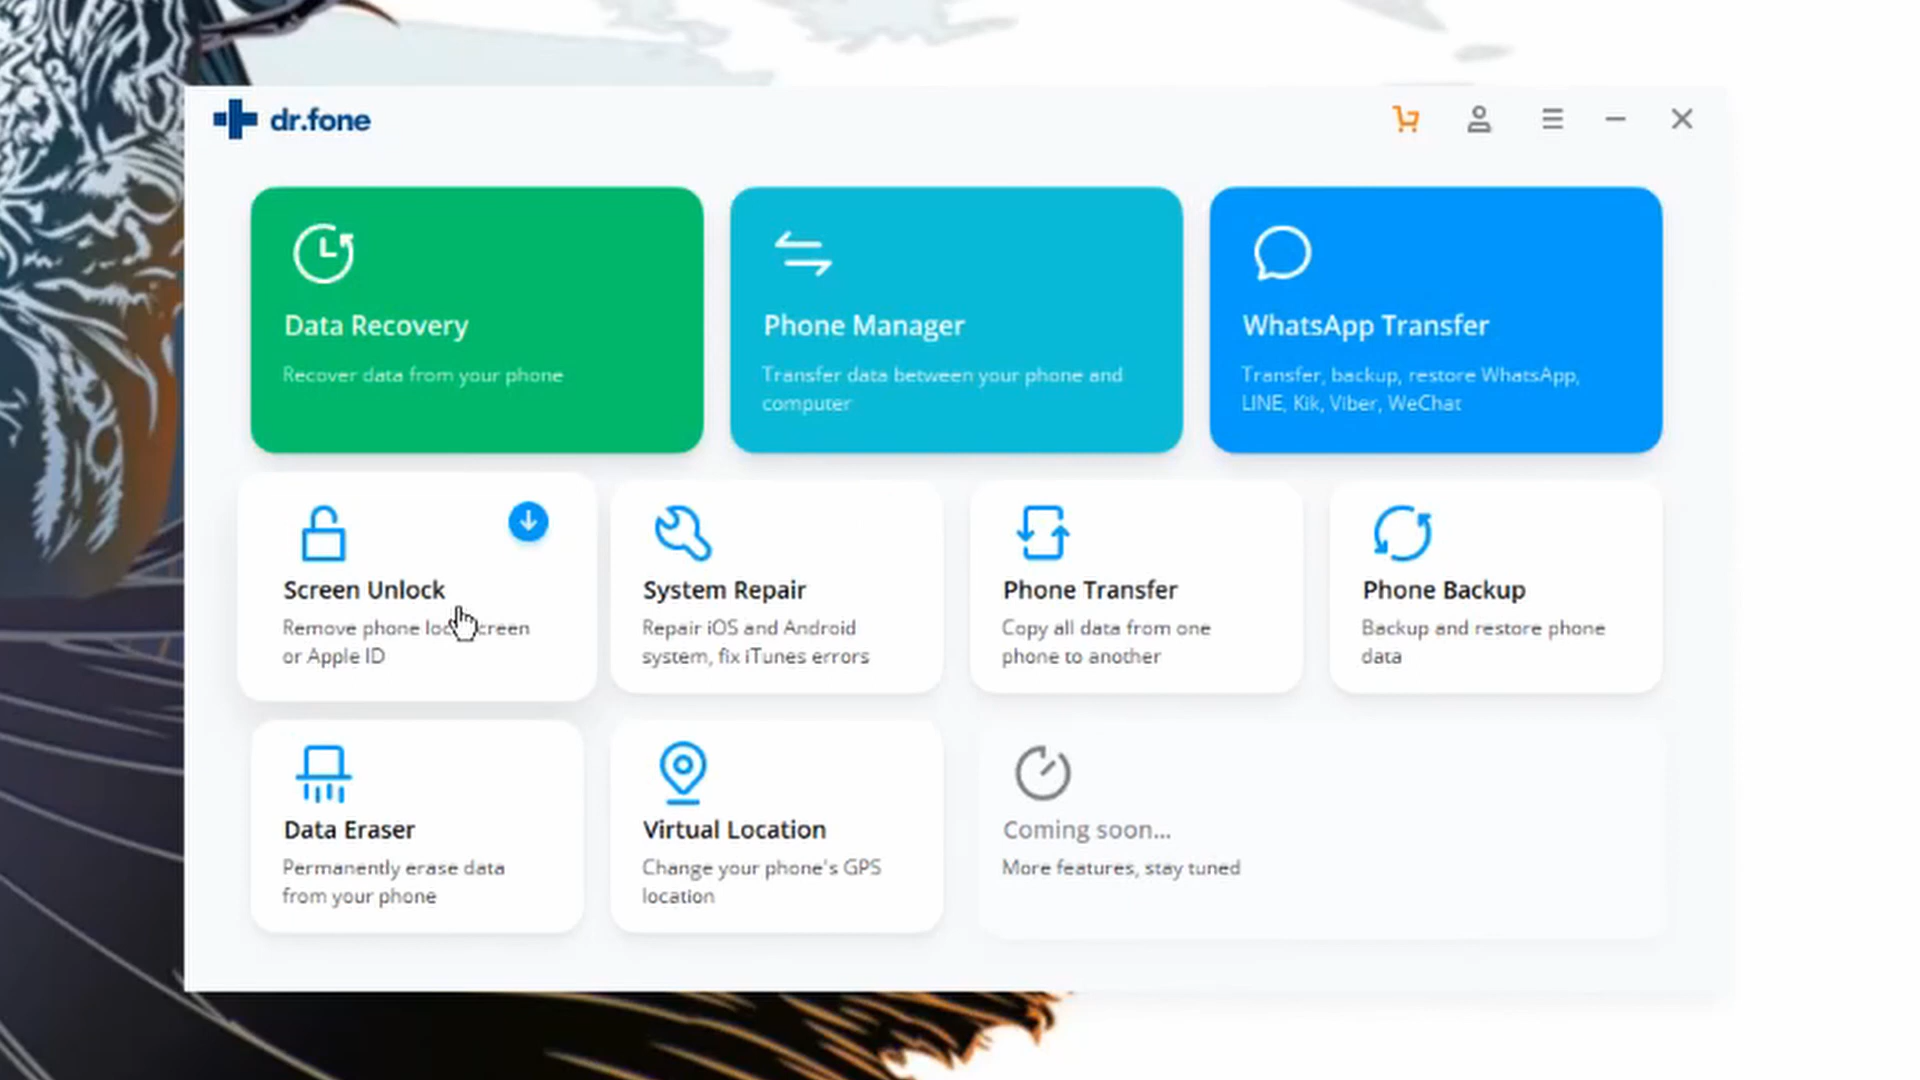 dr.fone
Data Recovery
Recover data from your phone
Phone Manager
Transfer data between your phone and
computer
WhatsApp Transfer
Transfer, backup, restore WhatsApp,
LINE, Kik, Viber, WeChat
Screen Unlock
Remove phone lock screen
or Apple ID
System Repair
Repair iOS and Android
system, fix iTunes errors
Phone Transfer
Copy all data from one
phone to another
Phone Backup
Backup and restore phone
data
Data Eraser
Permanently erase data
from your phone
Virtual Location
Change your phone's GPS
location
Coming soon...
More features, stay tuned